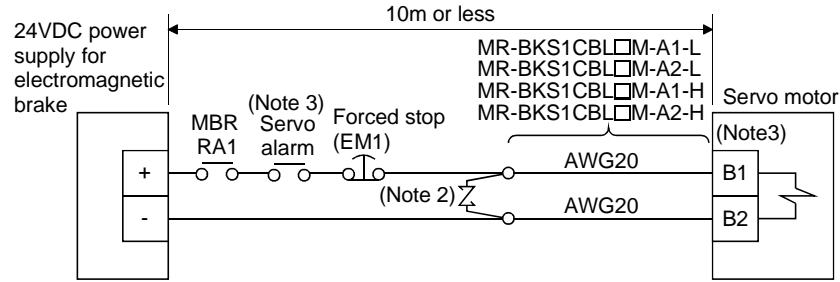 24VDC power
supply for
electromagnetic
brake
10m or less
MR-BKS1CBL□M-A1-L
MR-BKS1CBL□M-A2-L
MR-BKS1CBL□M-A1-H
MR-BKS1CBL□M-A2-H
Servo motor
MBR
RA1
(Note 3)
Servo
alarm
Forced stop
(EM1)
(Note3)
+
AWG20
B1
(Note 2)
-
AWG20
B2